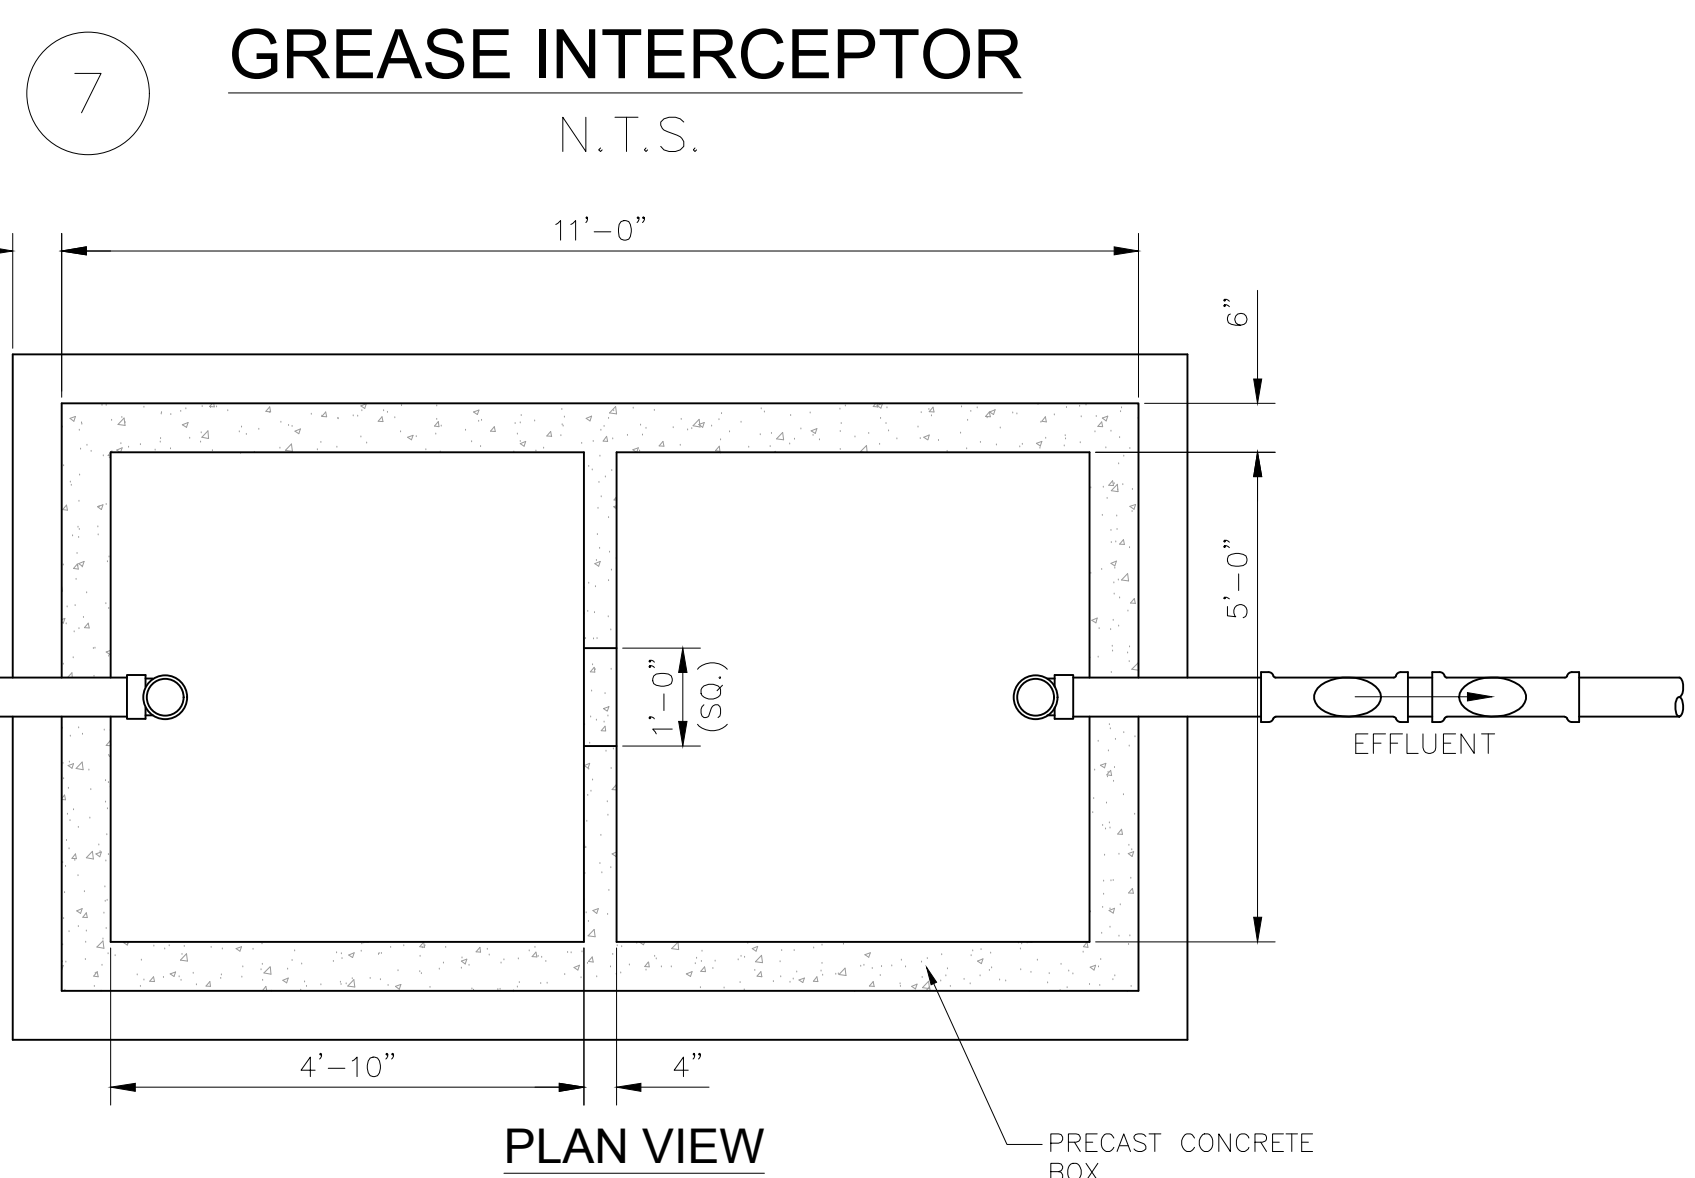 7
GREASE INTERCEPTOR
N.T.S.
11'-0"
6"
5'-0"
1'-0"
(SQ.)
EFFLUENT
4'-10"
4"
PLAN VIEW
PRECAST CONCRETE
BOX